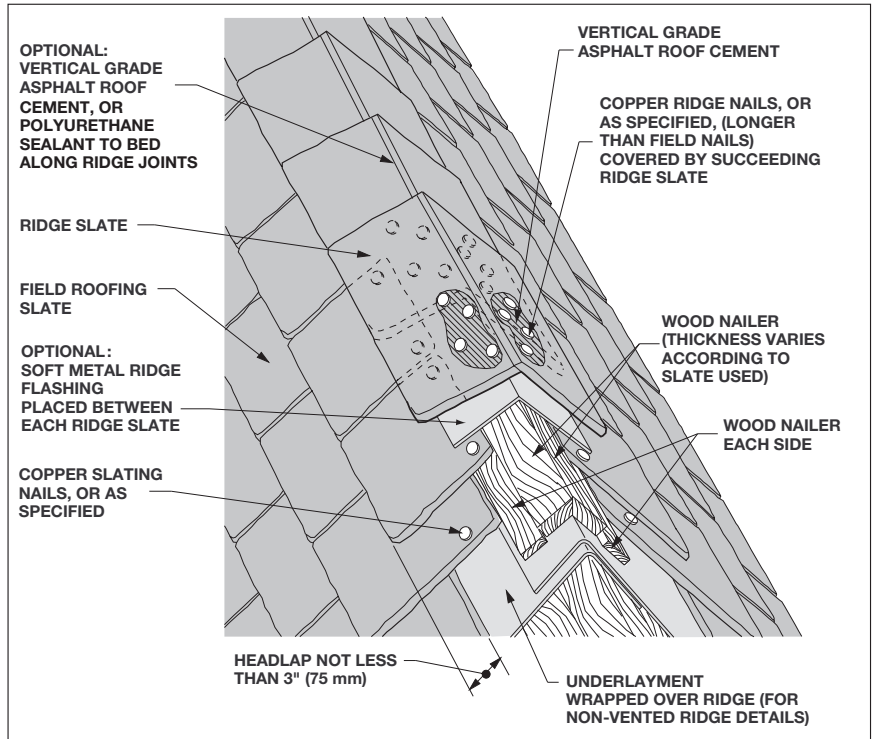 OPTIONAL:
VERTICAL GRADE
ASPHALT ROOF
CEMENT, OR
POLYURETHANE
SEALANT TO BED
ALONG RIDGE JOINTS
RIDGE SLATE
FIELD ROOFING
SLATE
OPTIONAL:
SOFT METAL RIDGE
FLASHING
PLACED BETWEEN
EACH RIDGE SLATE
COPPER SLATING
NAILS, OR AS
SPECIFIED
HEADLAP NOT LESS
THAN 3" (75 mm)
VERTICAL GRADE
ASPHALT ROOF CEMENT
COPPER RIDGE NAILS, OR
AS SPECIFIED, (LONGER
THAN FIELD NAILS)
COVERED BY SUCCEEDING
RIDGE SLATE
WOOD NAILER
(THICKNESS VARIES
ACCORDING TO
SLATE USED)
WOOD NAILER
EACH SIDE
UNDERLAYMENT
WRAPPED OVER RIDGE (FOR
NON-VENTED RIDGE DETAILS)